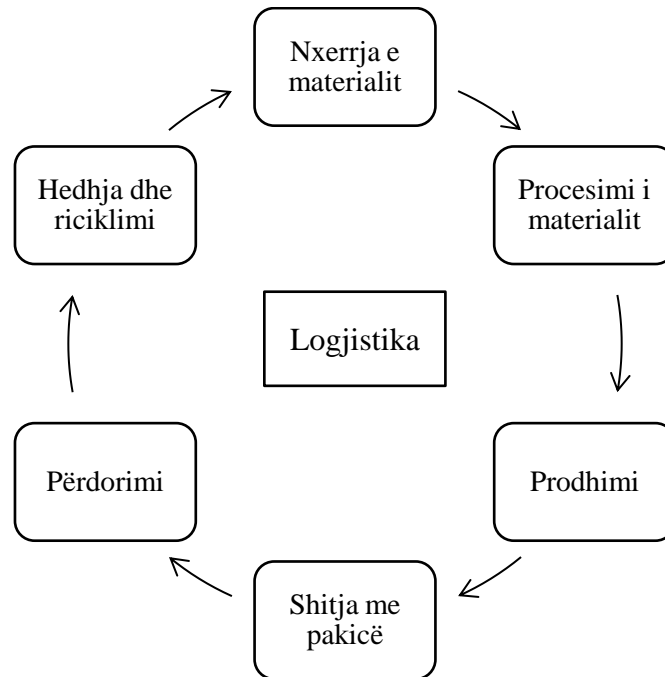 Nxerrja e
materialit
Procesimi i
materialit
Prodhimi
Shitja me
pakicë
Përdorimi
Hedhja dhe
riciklimi
Logjistika